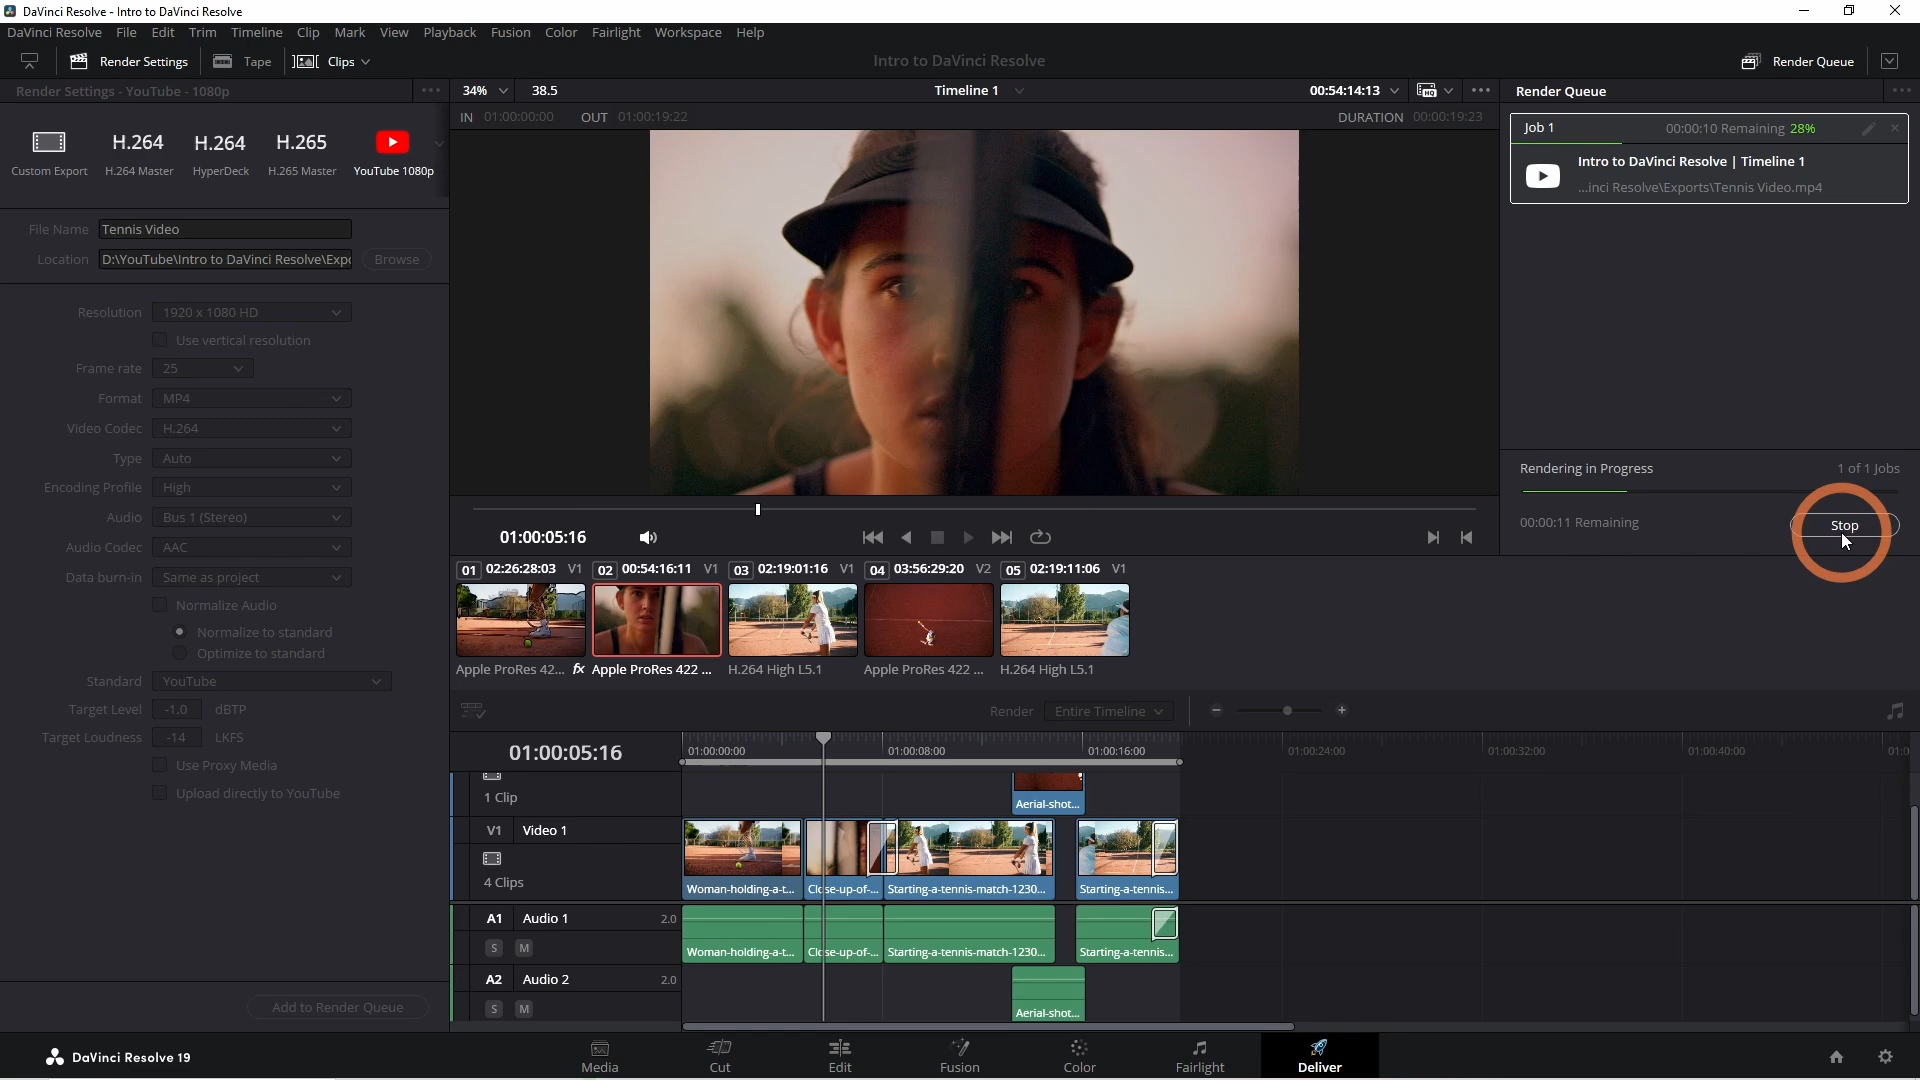 DaVinci Resolve - Intro to DaVinci Resolve
DaVinci Resolve File Edit Trim Timeline Clip Mark View Playback Fusion Color Fairlight Workspace Help
Render Settings Tape Clips Intro to DaVinci Resolve Render Queue
Render Settings - YouTube - 1080p
34% 38.5 Timeline 1 00:54:14:13
Render Queue
IN 01:00:00:00 OUT 01:00:19:22 DURATION 00:00:19:23
H.264 H.264 H.265
Custom Export H.264 Master HyperDeck H.265 Master YouTube 1080p
Job 1 00:00:10 Remaining 28%
Intro to DaVinci Resolve | Timeline 1
...inci Resolve\Exports\Tennis Video.mp4
File Name Tennis Video
Location D:\YouTube\Intro to DaVinci Resolve\Expo Browse
Resolution 1920 x 1080 HD
Use vertical resolution
Frame rate 25
Format MP4
Video Codec H.264
Type Auto
Encoding Profile High
Audio Bus 1 (Stereo)
Audio Codec AAC
Data burn-in Same as project
Normalize Audio
Normalize to standard
Optimize to standard
Standard YouTube
Target Level -1.0 dBTP
Target Loudness -14 LKFS
Use Proxy Media
Upload directly to YouTube
Add to Render Queue
Rendering in Progress 1 of 1 Jobs
00:00:11 Remaining Stop
01:00:05:16
01 02:26:28:03 V1 02 00:54:16:11 V1 03 02:19:01:16 V1 04 03:56:29:20 V2 05 02:19:11:06 V1
Apple ProRes 42... fx Apple ProRes 422 ... H.264 High L5.1 Apple ProRes 422 ... H.264 High L5.1
Render Entire Timeline
01:00:05:16 01:00:00:00 01:00:08:00 01:00:16:00 01:00:24:00 01:00:32:00 01:00:40:00 01:0
1 Clip Aerial-shot...
V1 Video 1
4 Clips
Woman-holding-a-t... Close-up-of-... Starting-a-tennis-match-1230... Starting-a-tennis...
A1 Audio 1 2.0
S M
Woman-holding-a-t... Close-up-of-... Starting-a-tennis-match-1230... Starting-a-tennis...
A2 Audio 2 2.0
S M
Aerial-shot...
DaVinci Resolve 19 Media Cut Edit Fusion Color Fairlight Deliver